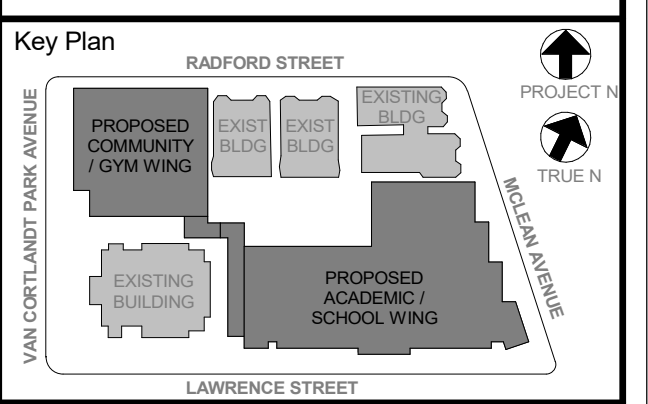 Key Plan
RADFORD STREET
PROJECT N
TRUE N
VAN CORTLANDT PARK AVENUE
PROPOSED
COMMUNITY
/ GYM WING
EXIST
BLDG
EXIST
BLDG
EXISTING
BLDG
MCLEAN AVENUE
EXISTING
BUILDING
PROPOSED
ACADEMIC /
SCHOOL WING
LAWRENCE STREET